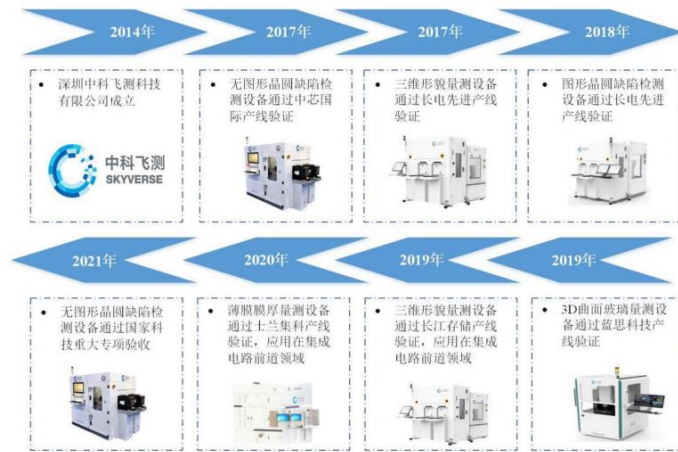 2014年
2017年
2017年
2018年
• 深圳中科飞测科技
有限公司成立
中科飞测
SKYVERSE
• 无图形晶圆缺陷检
测设备通过中芯国
际产线验证
• 三维形貌量测设备
通过长电先进产线
验证
• 图形晶圆缺陷检测
设备通过长电先进
产线验证
2021年
2020年
2019年
2019年
• 无图形晶圆缺陷检
测设备通过国家科
技重大专项验收
• 薄膜膜厚量测设备
通过士兰集科产线
验证，应用在集成
电路前道领域
• 三维形貌量测设备
通过长江存储产线
验证，应用在集成
电路前道领域
• 3D曲面玻璃量测设
备通过蓝思科技产
线验证